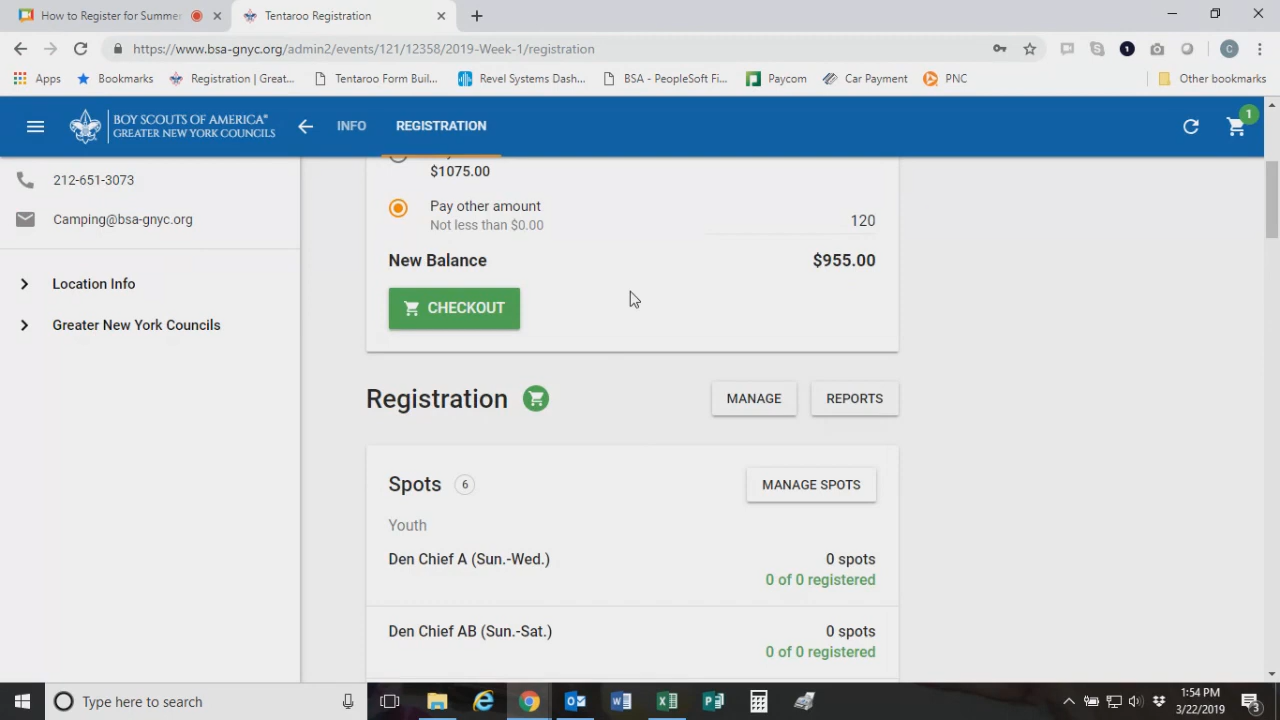 How to Register for Summer
Tentaroo Registration
https://www.bsa-gnyc.org/admin2/events/121/12358/2019-Week-1/registration
1
C
Apps
Bookmarks
Registration | Great...
Tentaroo Form Buil...
Revel Systems Dash...
BSA - PeopleSoft Fi...
Paycom
Car Payment
PNC
Other bookmarks
BOY SCOUTS OF AMERICA®
GREATER NEW YORK COUNCILS
INFO
REGISTRATION
1
212-651-3073
Camping@bsa-gnyc.org
Location Info
Greater New York Councils
$1075.00
Pay other amount
Not less than $0.00
120
New Balance
$955.00
CHECKOUT
Registration
MANAGE
REPORTS
Spots 6
MANAGE SPOTS
Youth
Den Chief A (Sun.-Wed.)
0 spots
0 of 0 registered
Den Chief AB (Sun.-Sat.)
0 spots
0 of 0 registered
Type here to search
1:54 PM
3/22/2019
3